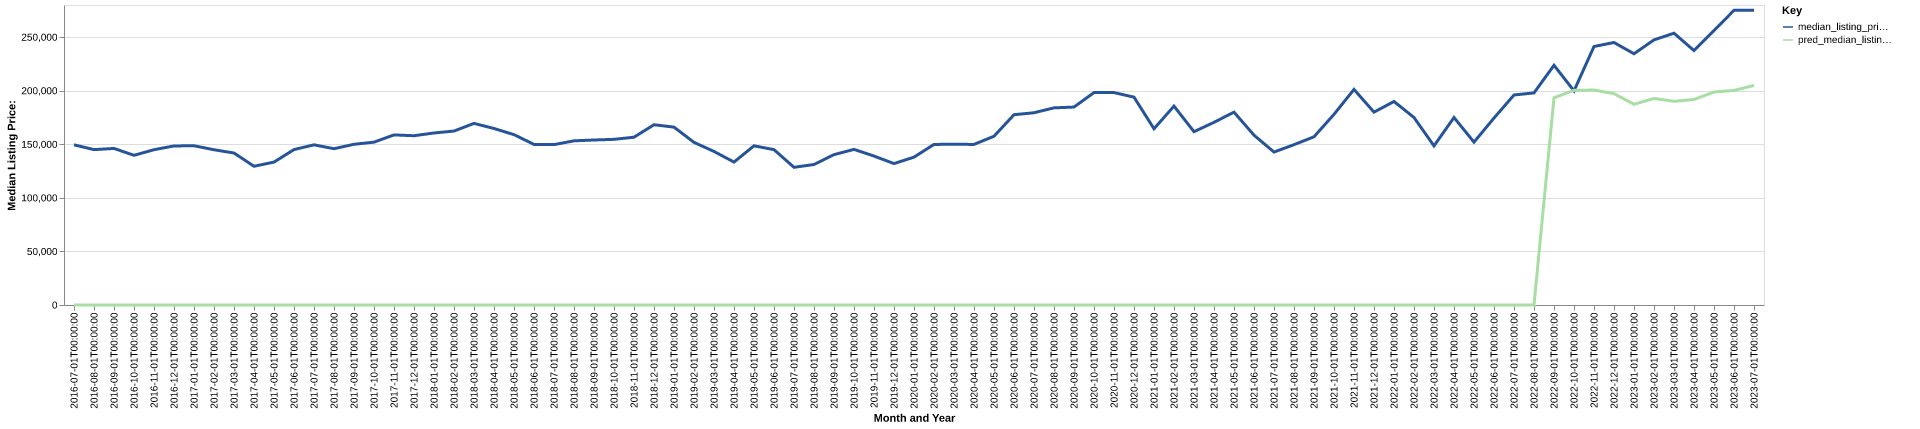 Key
median_listing_pri...
pred_median_listin...
Median Listing Price:
250,000
200,000
150,000
100,000
50,000
0
2016-07-01T00:00:00
2016-08-01T00:00:00
2016-09-01T00:00:00
2016-10-01T00:00:00
2016-11-01T00:00:00
2016-12-01T00:00:00
2017-01-01T00:00:00
2017-02-01T00:00:00
2017-03-01T00:00:00
2017-04-01T00:00:00
2017-05-01T00:00:00
2017-06-01T00:00:00
2017-07-01T00:00:00
2017-08-01T00:00:00
2017-09-01T00:00:00
2017-10-01T00:00:00
2017-11-01T00:00:00
2017-12-01T00:00:00
2018-01-01T00:00:00
2018-02-01T00:00:00
2018-03-01T00:00:00
2018-04-01T00:00:00
2018-05-01T00:00:00
2018-06-01T00:00:00
2018-07-01T00:00:00
2018-08-01T00:00:00
2018-09-01T00:00:00
2018-10-01T00:00:00
2018-11-01T00:00:00
2018-12-01T00:00:00
2019-01-01T00:00:00
2019-02-01T00:00:00
2019-03-01T00:00:00
2019-04-01T00:00:00
2019-05-01T00:00:00
2019-06-01T00:00:00
2019-07-01T00:00:00
2019-08-01T00:00:00
2019-09-01T00:00:00
2019-10-01T00:00:00
2019-11-01T00:00:00
2019-12-01T00:00:00
2020-01-01T00:00:00
2020-02-01T00:00:00
2020-03-01T00:00:00
2020-04-01T00:00:00
2020-05-01T00:00:00
2020-06-01T00:00:00
2020-07-01T00:00:00
2020-08-01T00:00:00
2020-09-01T00:00:00
2020-10-01T00:00:00
2020-11-01T00:00:00
2020-12-01T00:00:00
2021-01-01T00:00:00
2021-02-01T00:00:00
2021-03-01T00:00:00
2021-04-01T00:00:00
2021-05-01T00:00:00
2021-06-01T00:00:00
2021-07-01T00:00:00
2021-08-01T00:00:00
2021-09-01T00:00:00
2021-10-01T00:00:00
2021-11-01T00:00:00
2021-12-01T00:00:00
2022-01-01T00:00:00
2022-02-01T00:00:00
2022-03-01T00:00:00
2022-04-01T00:00:00
2022-05-01T00:00:00
2022-06-01T00:00:00
2022-07-01T00:00:00
2022-08-01T00:00:00
2022-09-01T00:00:00
2022-10-01T00:00:00
2022-11-01T00:00:00
2022-12-01T00:00:00
2023-01-01T00:00:00
2023-02-01T00:00:00
2023-03-01T00:00:00
2023-04-01T00:00:00
2023-05-01T00:00:00
2023-06-01T00:00:00
2023-07-01T00:00:00
Month and Year